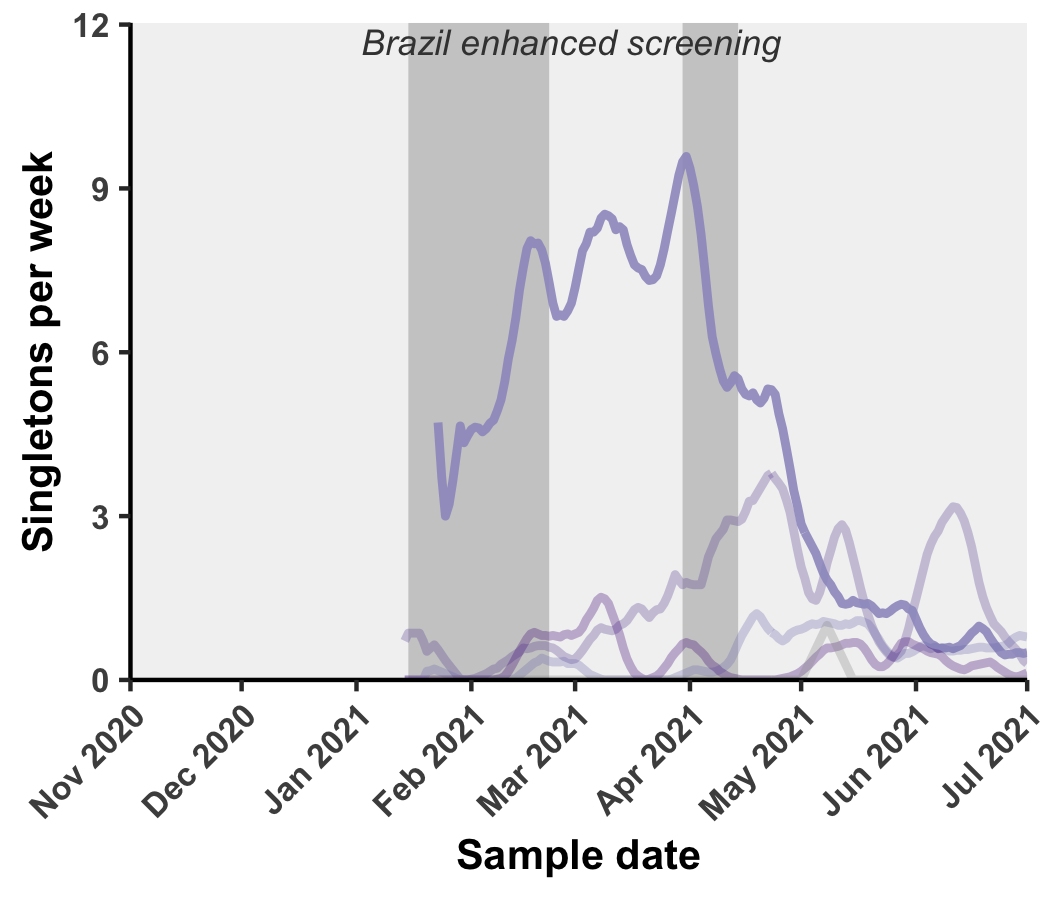 Brazil enhanced screening
12
9
6
3
0
Singletons per week
Nov 2020
Dec 2020
Jan 2021
Feb 2021
Mar 2021
Apr 2021
May 2021
Jun 2021
Jul 2021
Sample date